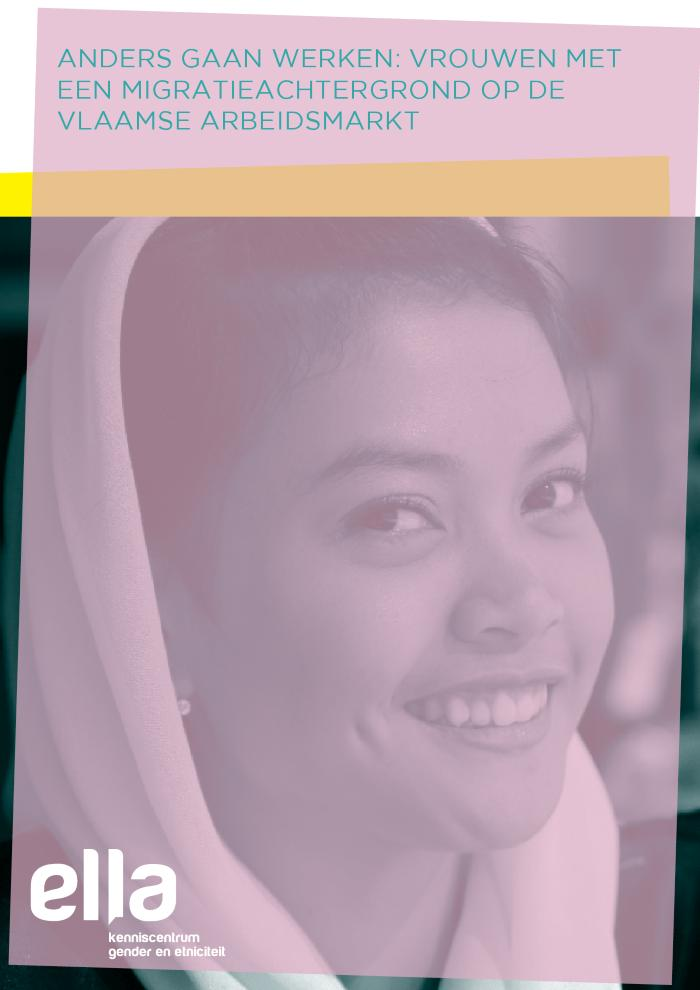 ANDERS GAAN WERKEN: VROUWEN MET
EEN MIGRATIEACHTERGROND OP DE
VLAAMSE ARBEIDSMARKT
ella
kenniscentrum
gender en etniciteit